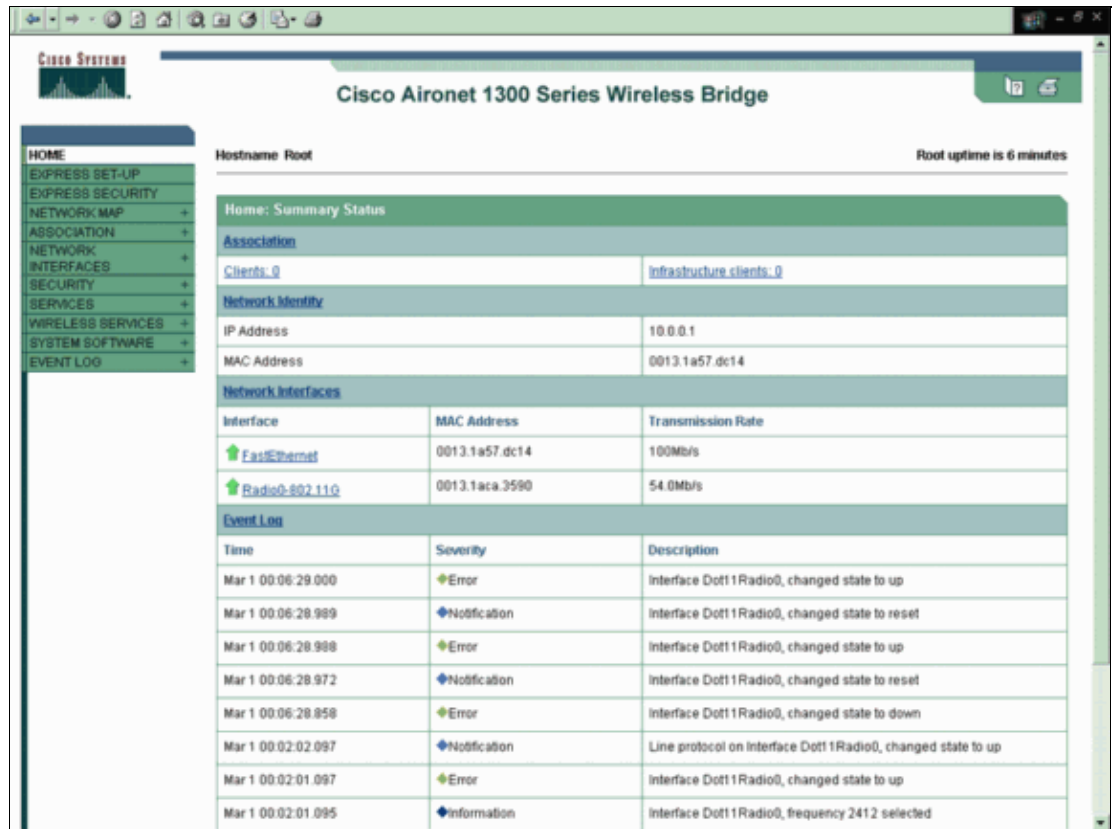 CISCO SYSTEMS
Cisco Aironet 1300 Series Wireless Bridge
HOME
EXPRESS SET-UP
EXPRESS SECURITY
NETWORK MAP +
ASSOCIATION +
NETWORK INTERFACES +
SECURITY +
SERVICES +
WIRELESS SERVICES +
SYSTEM SOFTWARE +
EVENT LOG +
Hostname Root
Root uptime is 6 minutes
Home: Summary Status
Association
Clients: 0 Infrastructure clients: 0
Network Identity
IP Address 10.0.0.1
MAC Address 0013.1a57.dc14
Network Interfaces
Interface MAC Address Transmission Rate
FastEthernet 0013.1a57.dc14 100Mb/s
Radio0-802.11G 0013.1aca.3590 54.0Mb/s
Event Log
Time Severity Description
Mar 1 00:06:29.000 Error Interface Dot11Radio0, changed state to up
Mar 1 00:06:28.989 Notification Interface Dot11Radio0, changed state to reset
Mar 1 00:06:28.988 Error Interface Dot11Radio0, changed state to up
Mar 1 00:06:28.972 Notification Interface Dot11Radio0, changed state to reset
Mar 1 00:06:28.858 Error Interface Dot11Radio0, changed state to down
Mar 1 00:02:02.097 Notification Line protocol on Interface Dot11Radio0, changed state to up
Mar 1 00:02:01.097 Error Interface Dot11Radio0, changed state to up
Mar 1 00:02:01.095 Information Interface Dot11Radio0, frequency 2412 selected